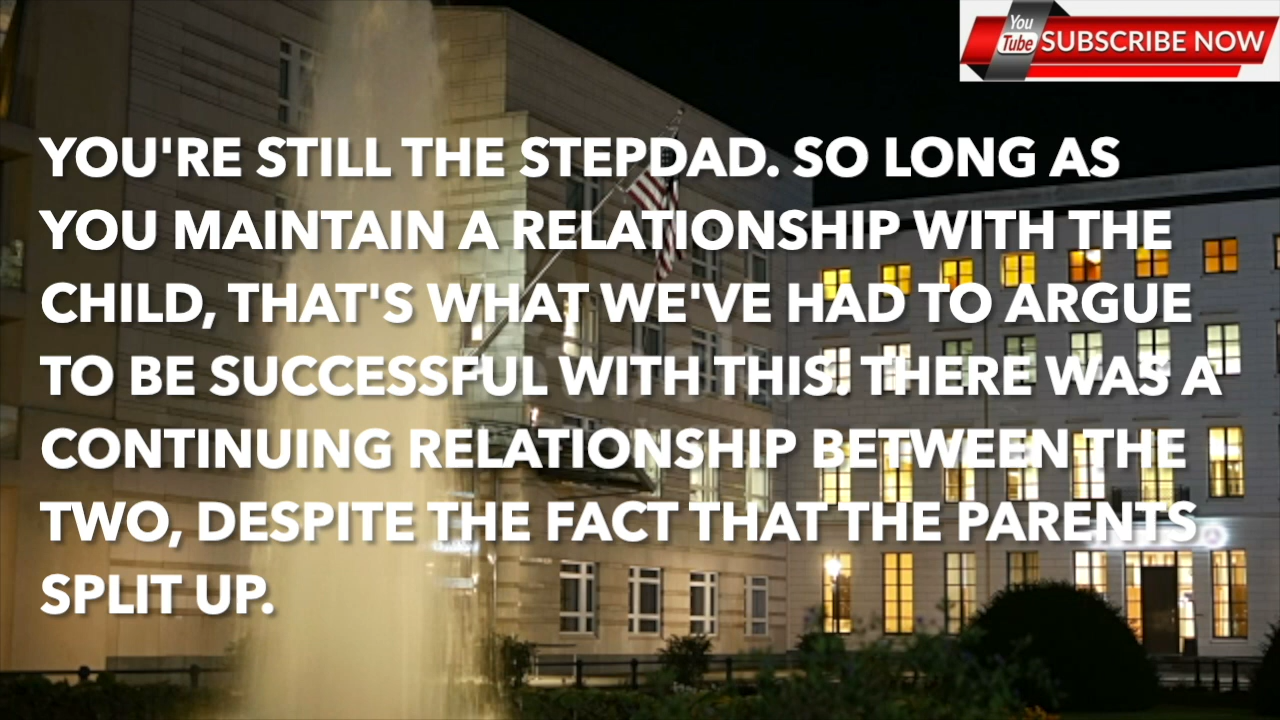 You
Tube SUBSCRIBE NOW
YOU'RE STILL THE STEPDAD. SO LONG AS
YOU MAINTAIN A RELATIONSHIP WITH THE
CHILD, THAT'S WHAT WE'VE HAD TO ARGUE
TO BE SUCCESSFUL WITH THIS. THERE WAS A
CONTINUING RELATIONSHIP BETWEEN THE
TWO, DESPITE THE FACT THAT THE PARENTS
SPLIT UP.